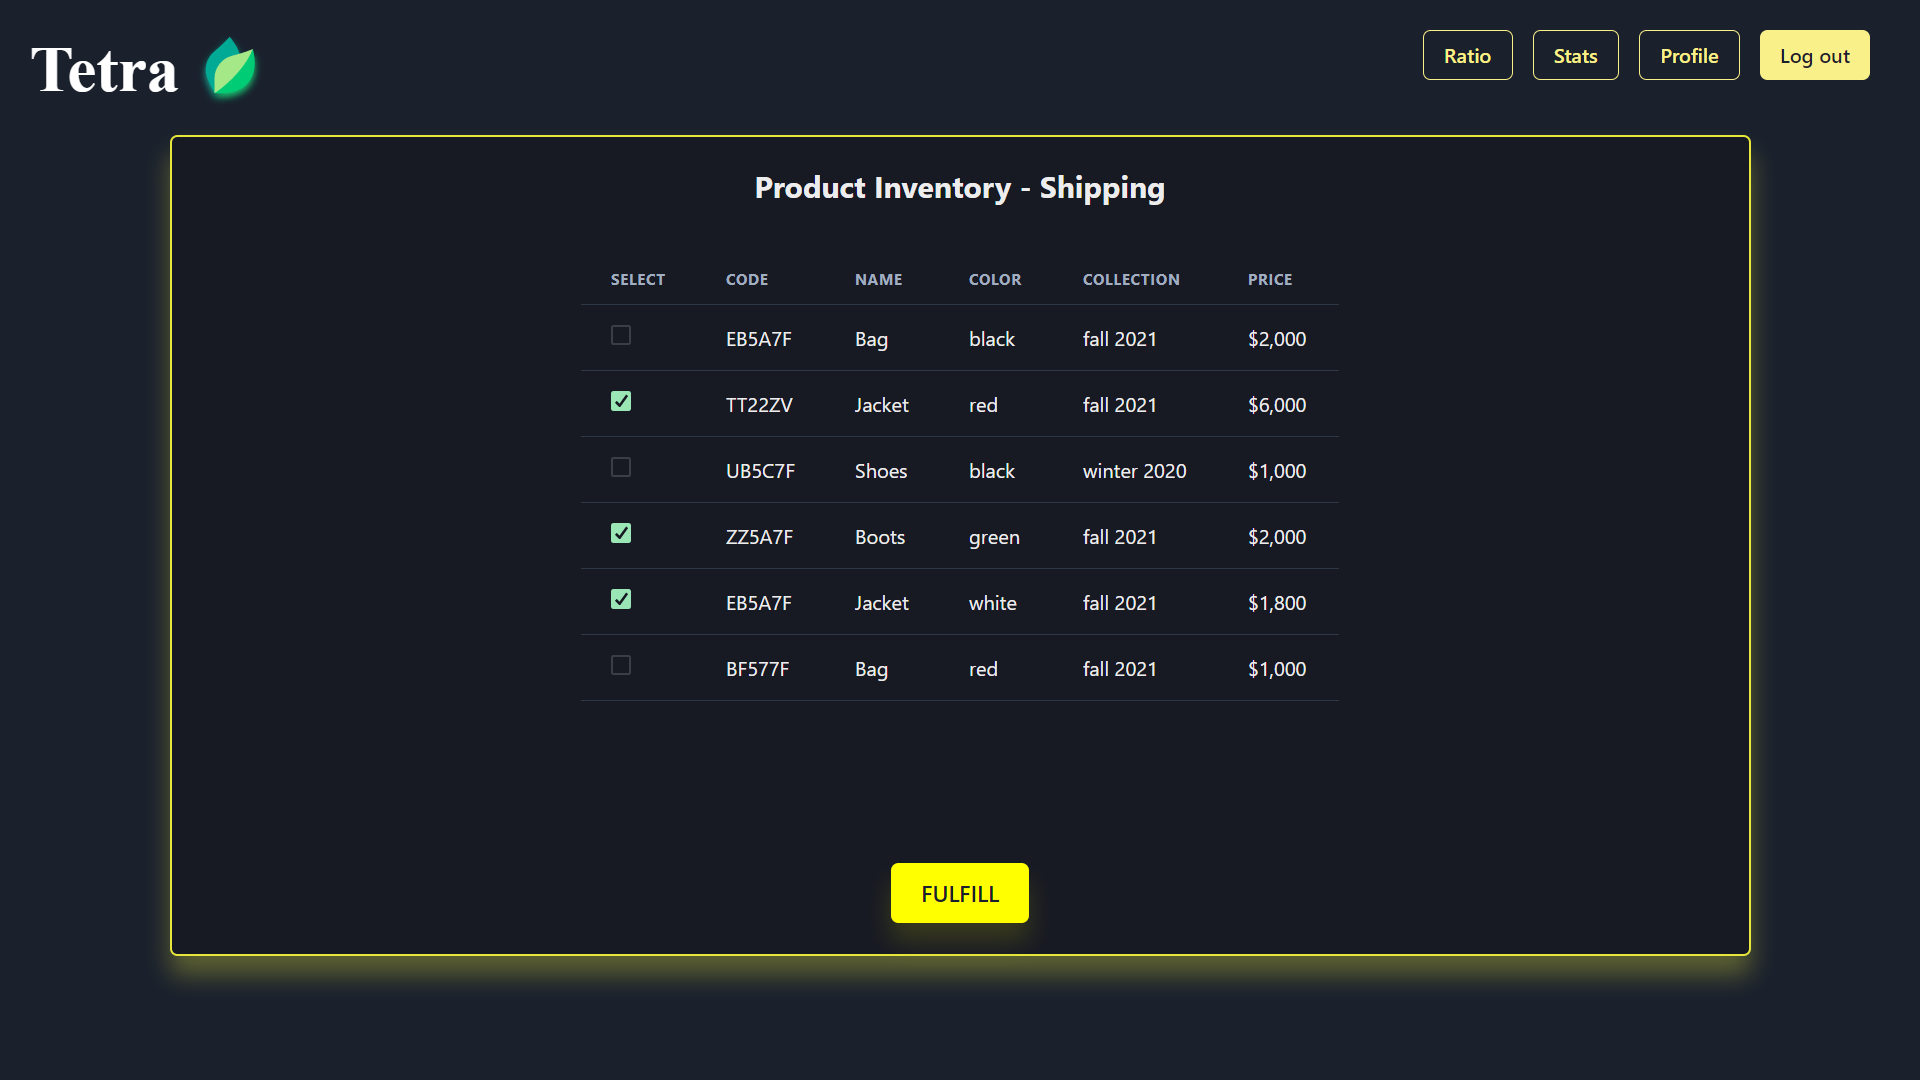 Tetra
Ratio Stats Profile Log out
Product Inventory - Shipping
SELECT CODE NAME COLOR COLLECTION PRICE
EB5A7F Bag black fall 2021 $2,000
TT22ZV Jacket red fall 2021 $6,000
UB5C7F Shoes black winter 2020 $1,000
ZZ5A7F Boots green fall 2021 $2,000
EB5A7F Jacket white fall 2021 $1,800
BF577F Bag red fall 2021 $1,000
FULFILL